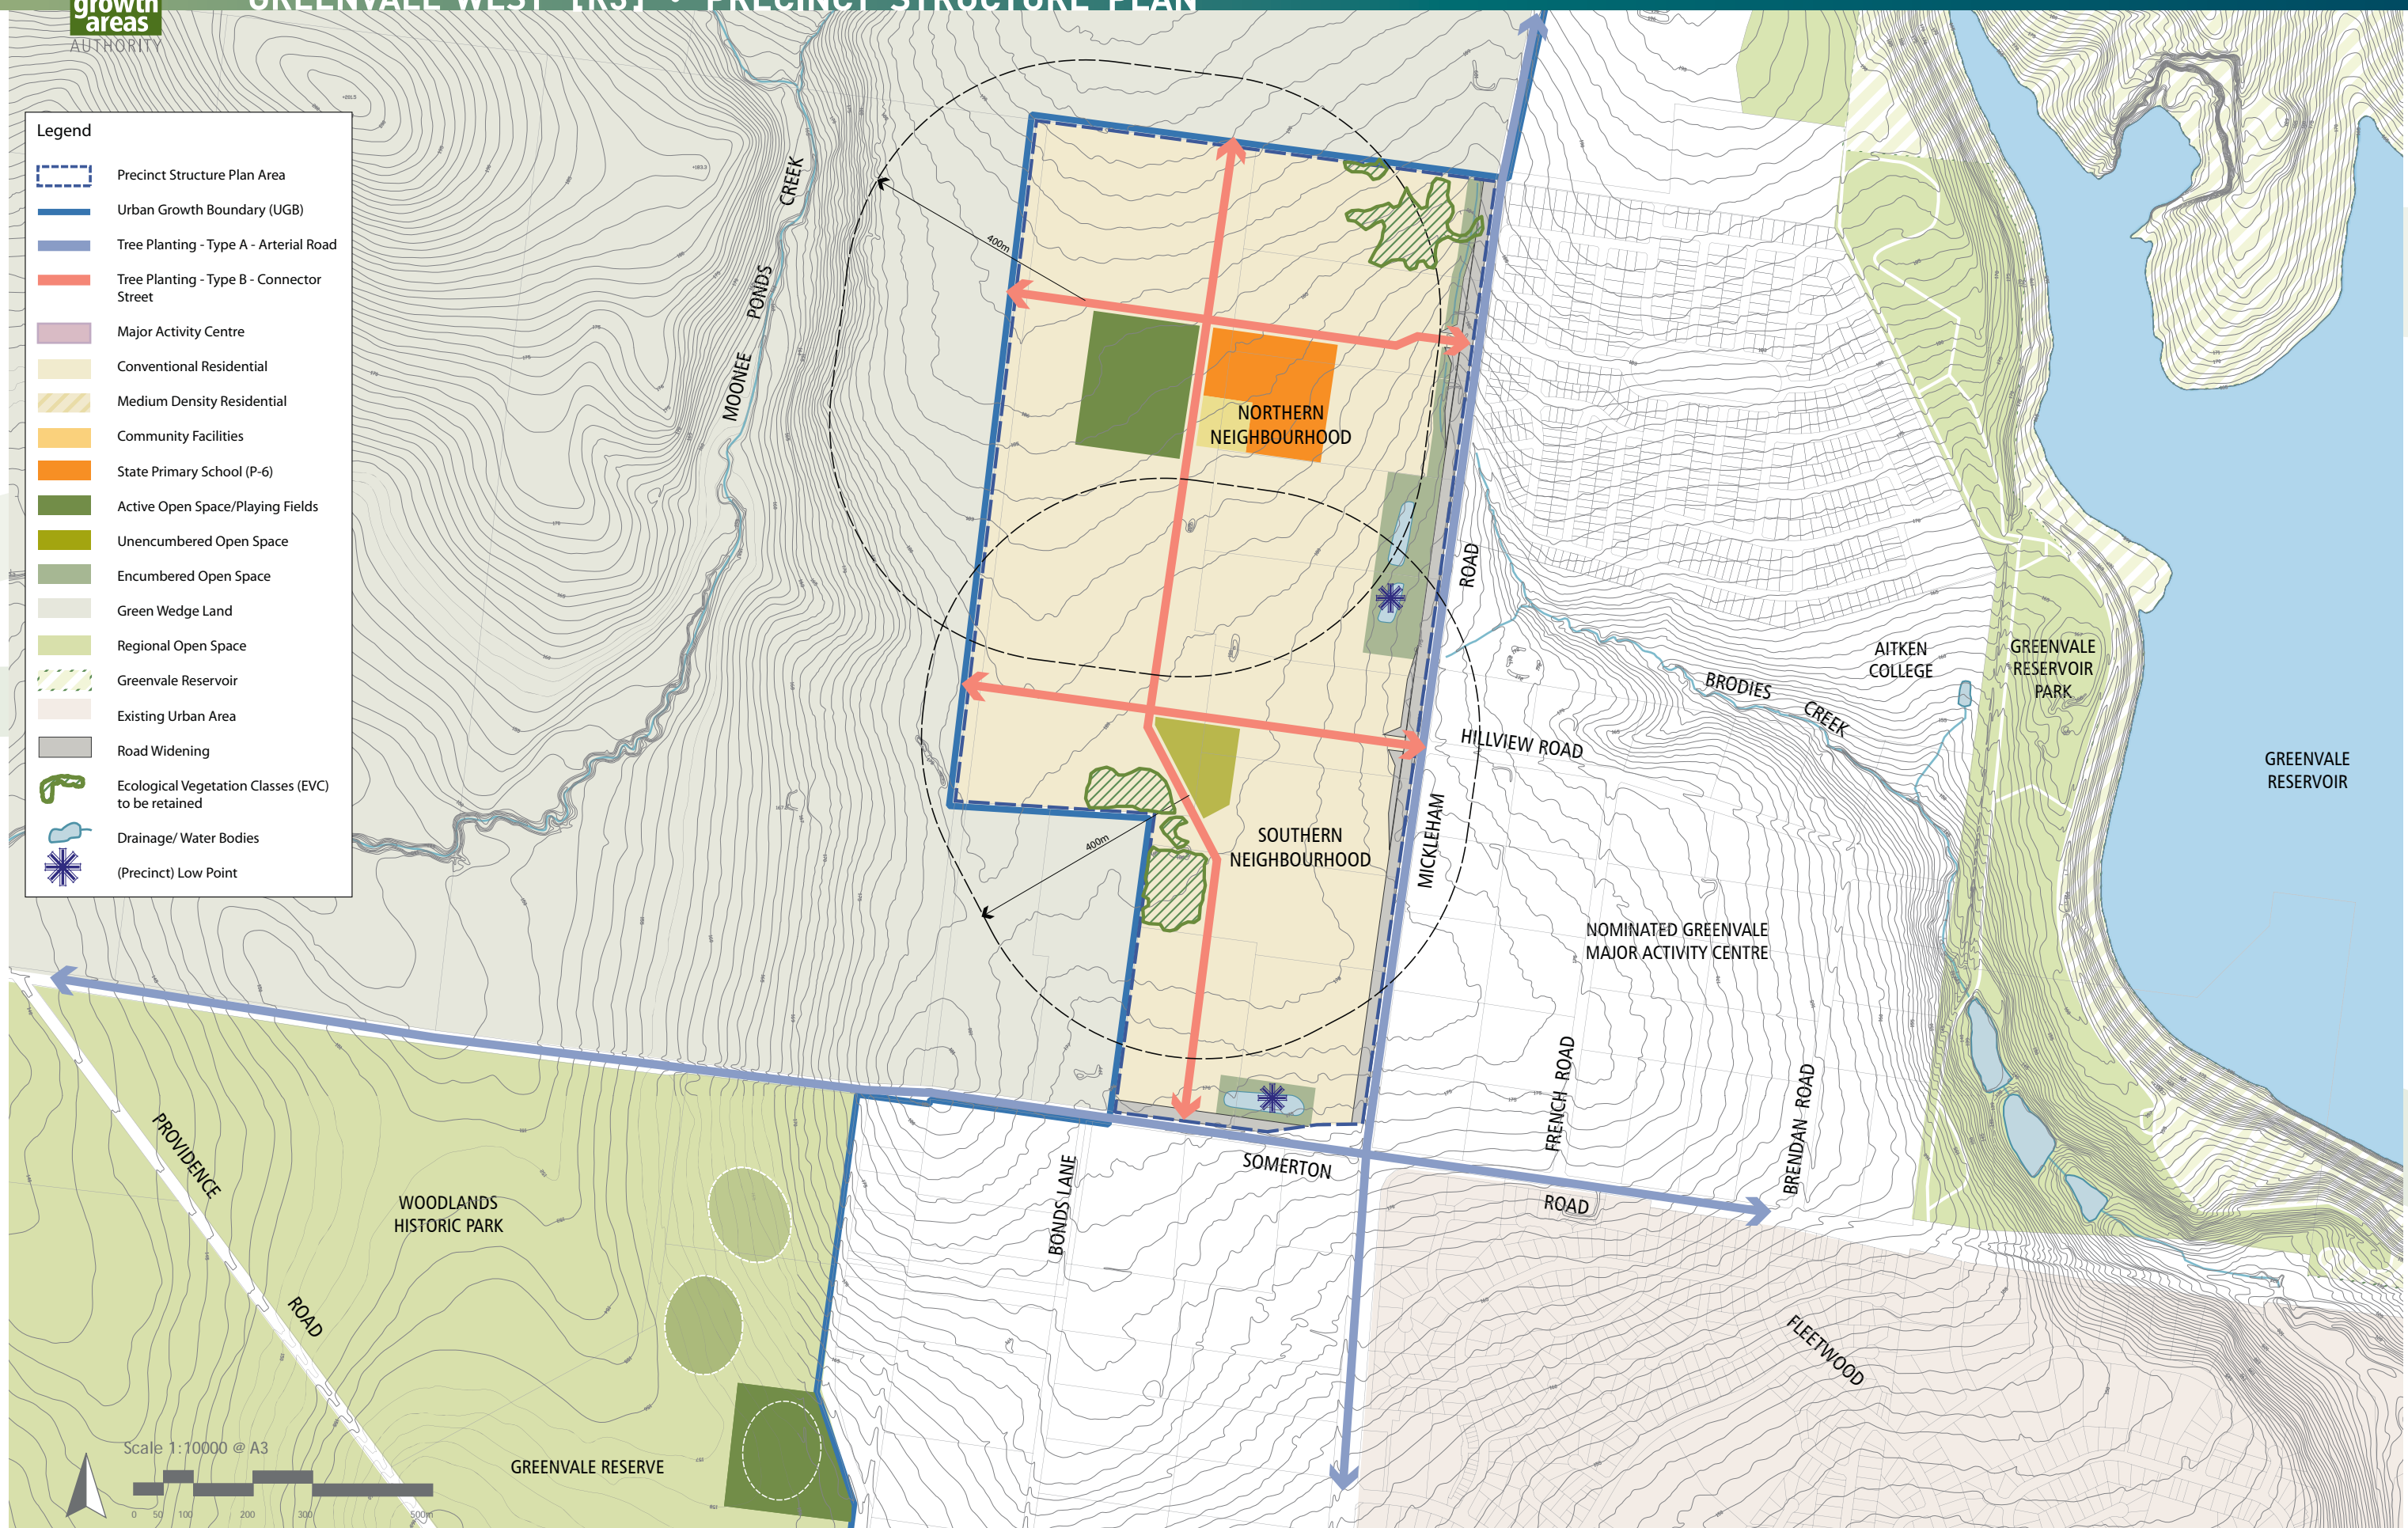 growth
areas
AUTHORITY
GREENVALE WEST (R3) · PRECINCT STRUCTURE PLAN
Legend
Precinct Structure Plan Area
Urban Growth Boundary (UGB)
Tree Planting - Type A - Arterial Road
Tree Planting - Type B - Connector
Street
Major Activity Centre
Conventional Residential
Medium Density Residential
Community Facilities
State Primary School (P-6)
Active Open Space/Playing Fields
Unencumbered Open Space
Encumbered Open Space
Green Wedge Land
Regional Open Space
Greenvale Reservoir
Existing Urban Area
Road Widening
Ecological Vegetation Classes (EVC)
to be retained
Drainage/ Water Bodies
(Precinct) Low Point
MOONEE PONDS CREEK
400m
NORTHERN
NEIGHBOURHOOD
MICKLEHAM ROAD
HILLVIEW ROAD
BRODIES CREEK
AITKEN
COLLEGE
GREENVALE
RESERVOIR
PARK
GREENVALE
RESERVOIR
400m
SOUTHERN
NEIGHBOURHOOD
NOMINATED GREENVALE
MAJOR ACTIVITY CENTRE
FRENCH ROAD
BRENDAN ROAD
SOMERTON ROAD
BONDS LANE
PROVIDENCE ROAD
WOODLANDS
HISTORIC PARK
FLEETWOOD
GREENVALE RESERVE
Scale 1:10000 @ A3
0 50 100 200 300 500m